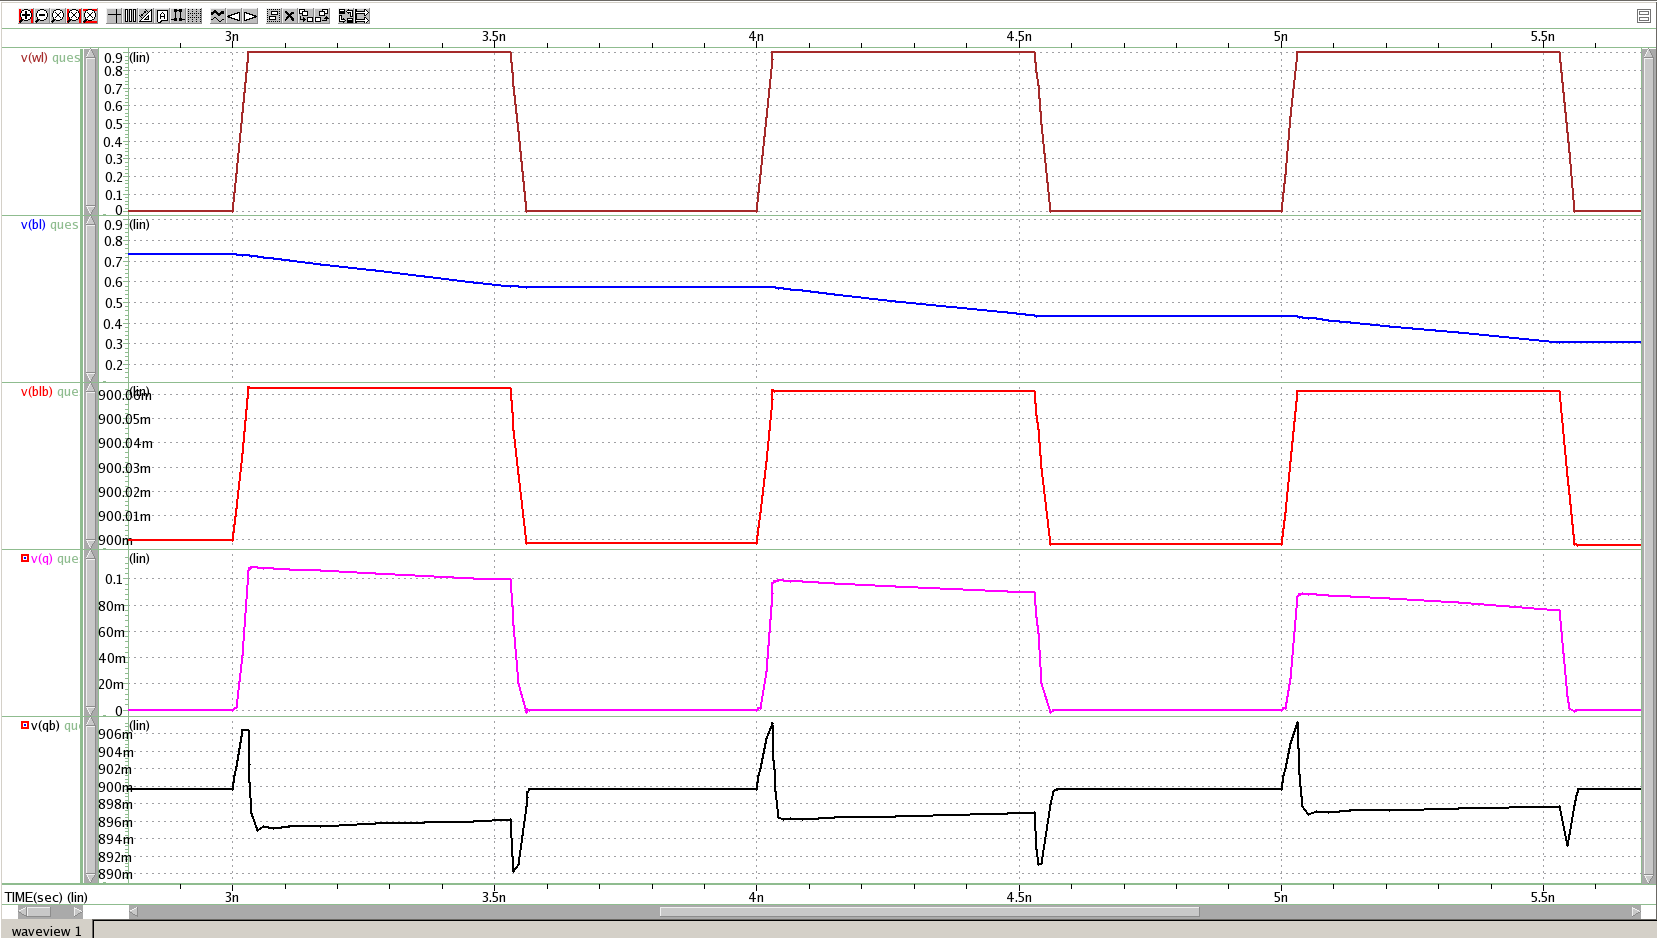 3n 3.5n 4n 4.5n 5n 5.5n
v(wl) ques
(lin)
0.9
0.8
0.7
0.6
0.5
0.4
0.3
0.2
0.1
0
v(bl) ques
(lin)
0.9
0.8
0.7
0.6
0.5
0.4
0.3
0.2
v(blb) que
(lin)
900.06m
900.05m
900.04m
900.03m
900.02m
900.01m
900m
v(q) que
(lin)
0.1
80m
60m
40m
20m
0
v(qb) qu
(lin)
906m
904m
902m
900m
898m
896m
894m
892m
890m
TIME(sec) (lin) 3n 3.5n 4n 4.5n 5n 5.5n
waveview 1